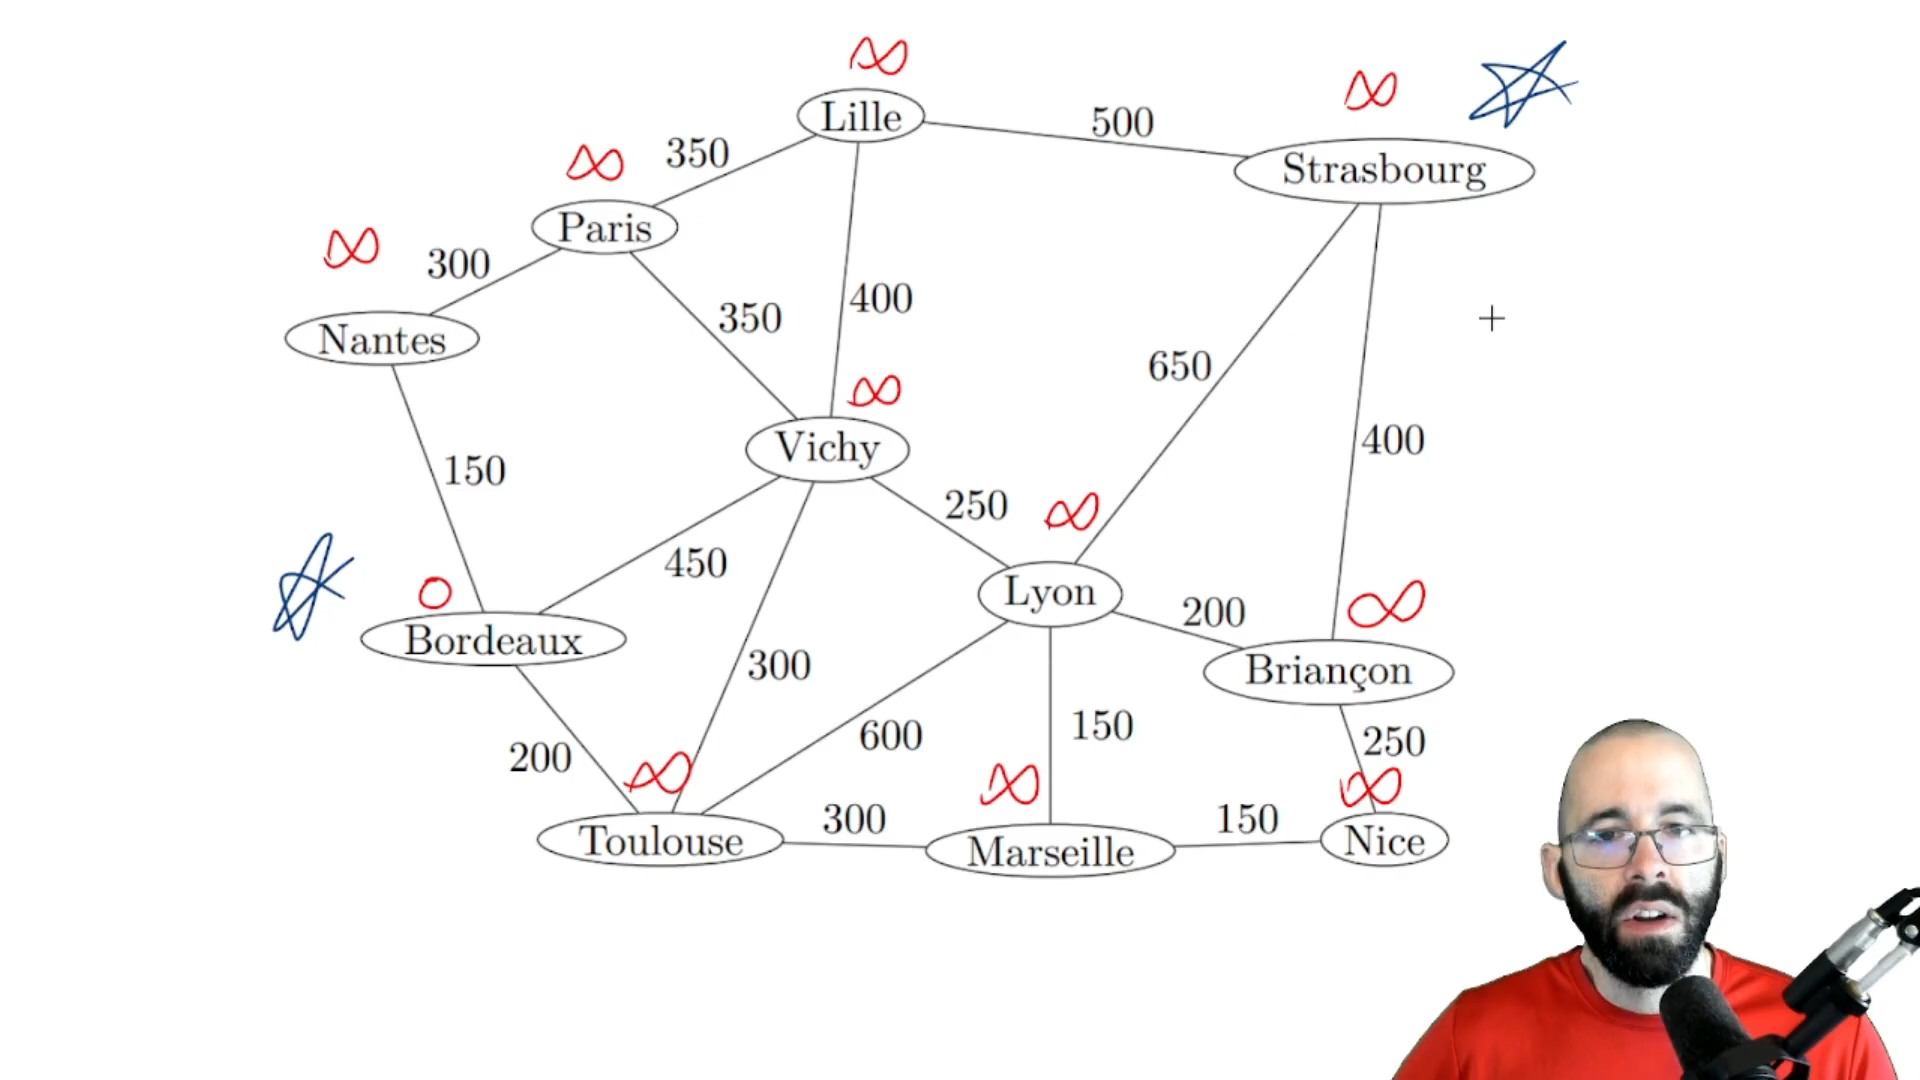 ∞
Lille
∞
500
Strasbourg
∞
350
Paris
∞
300
Nantes
350
400
650
400
∞
Vichy
150
250
∞
450
0
Bordeaux
Lyon
200
∞
Briançon
300
200
600
150
250
∞
∞
∞
Toulouse
300
Marseille
150
Nice